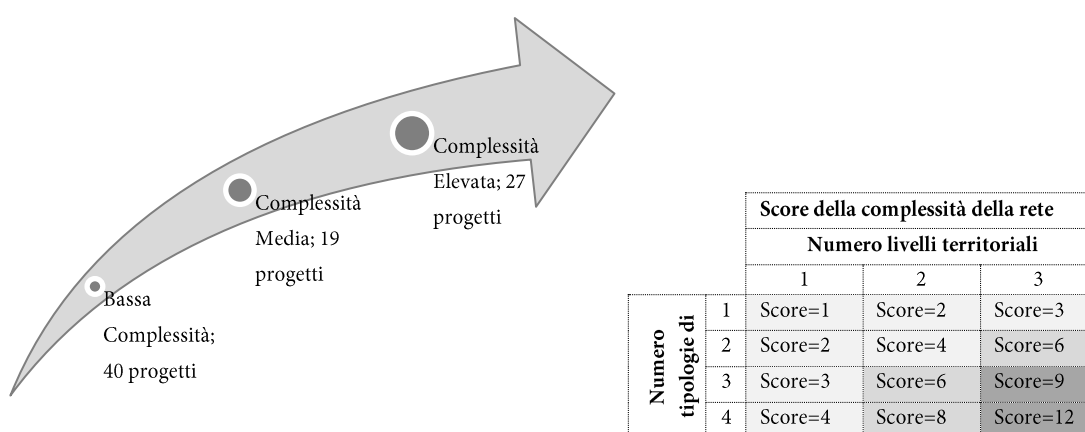 Complessità
Elevata; 27
progetti
Complessità
Media; 19
progetti
Bassa
Complessità;
40 progetti
Score della complessità della rete
Numero livelli territoriali
1 2 3
Numero
tipologie di
1 Score=1 Score=2 Score=3
2 Score=2 Score=4 Score=6
3 Score=3 Score=6 Score=9
4 Score=4 Score=8 Score=12